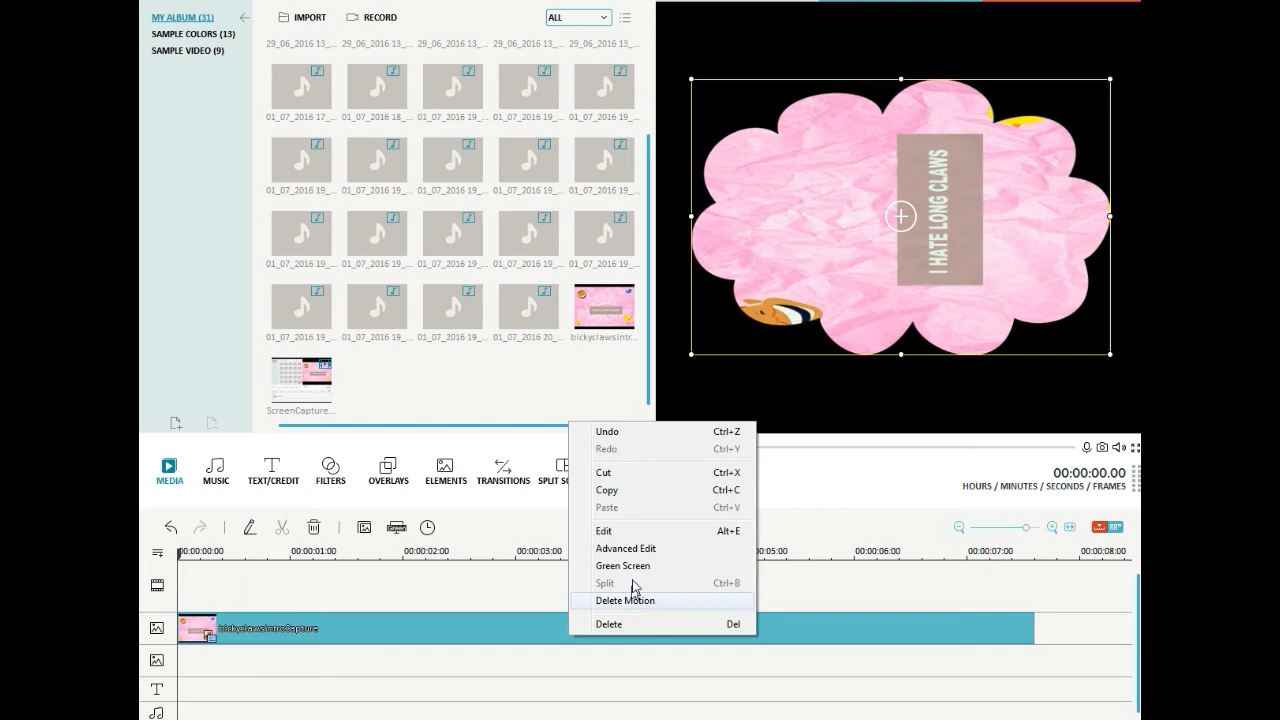 MY ALBUM (31)
SAMPLE COLORS (13)
SAMPLE VIDEO (9)
IMPORT RECORD ALL
29_06_2016 13_... 29_06_2016 13_... 29_06_2016 13_... 29_06_2016 13_... 29_06_2016 13_...
01_07_2016 17_... 01_07_2016 18_... 01_07_2016 19_... 01_07_2016 19_... 01_07_2016 19_...
01_07_2016 19_... 01_07_2016 19_... 01_07_2016 19_... 01_07_2016 19_... 01_07_2016 19_...
01_07_2016 19_... 01_07_2016 19_... 01_07_2016 19_... 01_07_2016 19_... 01_07_2016 19_...
01_07_2016 19_... 01_07_2016 19_... 01_07_2016 19_... 01_07_2016 20_... bickyclawsintr...
ScreenCapture...
I HATE LONG CLAWS
MEDIA MUSIC TEXT/CREDIT FILTERS OVERLAYS ELEMENTS TRANSITIONS SPLIT SC
00:00:00.00
HOURS / MINUTES / SECONDS / FRAMES
Undo Ctrl+Z
Redo Ctrl+Y
Cut Ctrl+X
Copy Ctrl+C
Paste Ctrl+V
Edit Alt+E
Advanced Edit
Green Screen
Split Ctrl+B
Delete Motion
Delete Del
Green
00:00:00:00 00:00:01:00 00:00:02:00 00:00:03:00 00:00:05:00 00:00:06:00 00:00:07:00 00:00:08:00
bickyclawsintroCapture
T